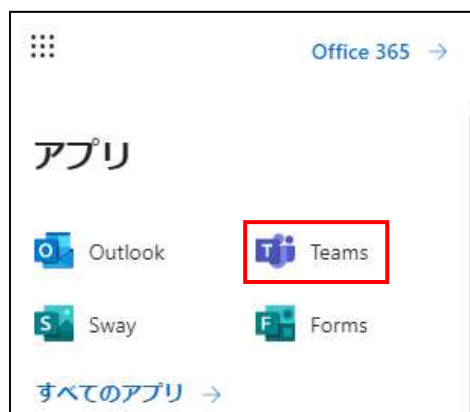 Office 365 →
アプリ
Outlook
Teams
Sway
Forms
すべてのアプリ →